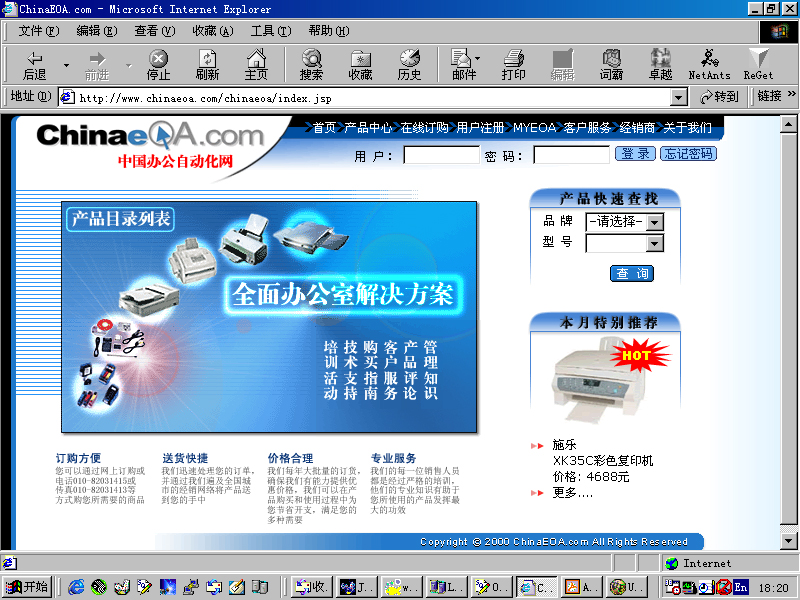 ChinaEOA.com - Microsoft Internet Explorer
文件(F) 编辑(E) 查看(V) 收藏(A) 工具(T) 帮助(H)
后退 前进 停止 刷新 主页 搜索 收藏 历史 邮件 打印 编辑 词霸 卓越 NetAnts ReGet
地址(D) http://www.chinaeoa.com/chinaeoa/index.jsp 转到 链接 »
ChinaeOA.com
中国办公自动化网
首页 产品中心 在线订购 用户注册 MYEOA 客户服务 经销商 关于我们
用 户： 密 码： 登 录 忘记密码
产品目录列表
全面办公室解决方案
培训活动
技术支持
购买指南
客户服务
产品评论
管理知识
产品快速查找
品 牌 -请选择-
型 号
查 询
本月特别推荐
HOT
施乐
XK35C彩色复印机
价格：4688元
更多....
订购方便
您可以通过网上订购或
电话010-82031415或
传真010-82031413等
方式购您所需要的商品
送货快捷
我们迅速处理您的订单，
并通过我们遍及全国城
市的经销网络将产品送
到您的手中
价格合理
我们每年大批量的订货，
确保我们有能力提供优
惠价格，我们可以在产
品购买和使用过程中为
您节省开支，满足您的
多种需要
专业服务
我们的每一位销售人员
都是经过严格的培训，
他们的专业知识有助于
您所使用的产品发挥最
大的功效
Copyright © 2000 ChinaEOA.com All Rights Reserved
Internet
开始 收. J.. w.. L.. O.. C.. A.. U.. En 18:20